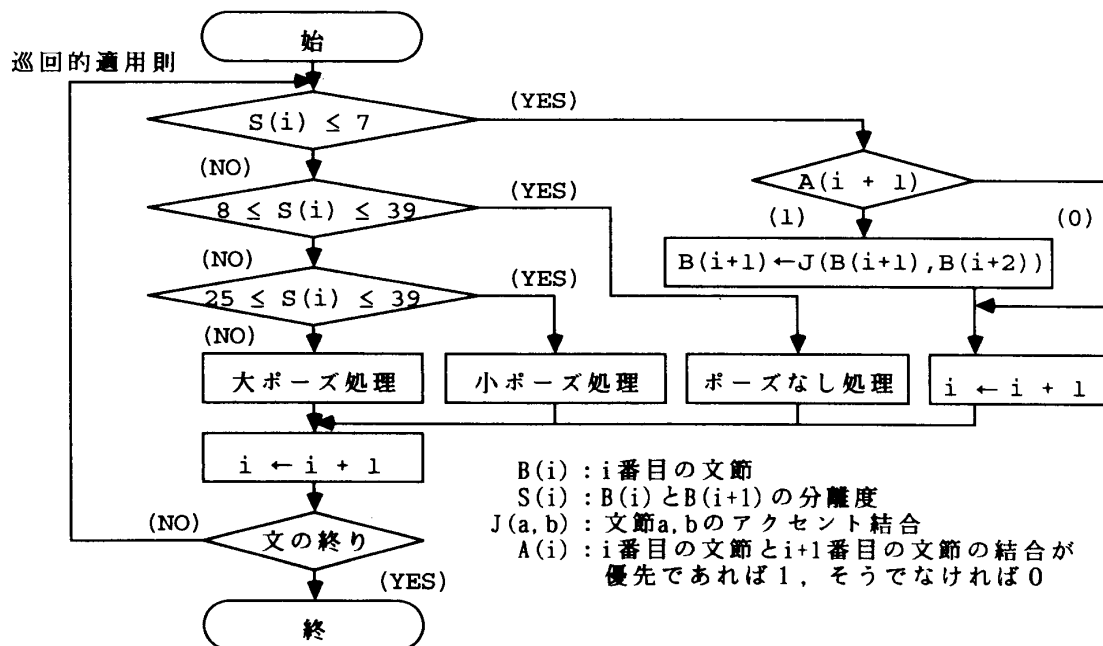 始
巡回的適用則
(YES)
S(i) ≤ 7
(NO)
(YES)
A(i + 1)
8 ≤ S(i) ≤ 39
(1)
(0)
(NO)
(YES)
B(i+1)←J(B(i+1),B(i+2))
25 ≤ S(i) ≤ 39
(NO)
大ポーズ処理
小ポーズ処理
ポーズなし処理
i ← i + 1
i ← i + 1
B(i) : i番目の文節
S(i) : B(i)とB(i+1)の分離度
(NO)
J(a,b) : 文節a,bのアクセント結合
文の終り
A(i) : i番目の文節とi+1番目の文節の結合が
優先であれば1, そうでなければ0
(YES)
終